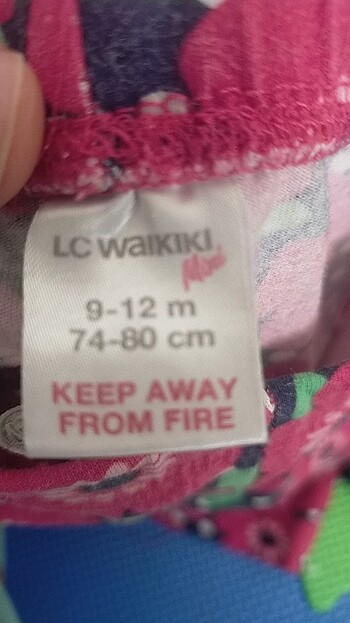 LC WAIKIKI
Mini
9-12 m
74-80 cm
KEEP AWAY
FROM FIRE